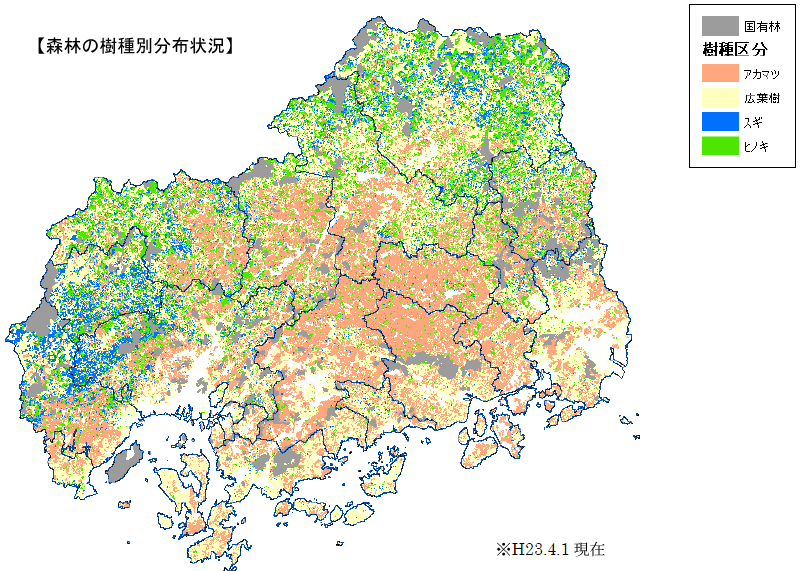 【森林の樹種別分布状況】
国有林
樹種区分
アカマツ
広葉樹
スギ
ヒノキ
※H23.4.1 現在